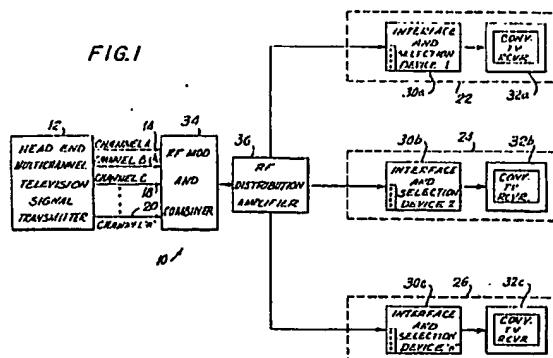 FIG. 1
12
HEAD END
MULTICHANNEL
TELEVISION
SIGNAL
TRANSMITTER
CHANNEL A
14
CHANNEL B
CHANNEL C
18
20
CHANNEL "N"
10
34
RF MOD
AND
COMBINER
36
RF
DISTRIBUTION
AMPLIFIER
INTERFACE
AND
SELECTION
DEVICE 1
30a
CONV.
TV
RCVR.
32a
22
30b
24
32b
INTERFACE
AND
SELECTION
DEVICE 2
CONV.
TV
RCVR.
30c
26
32c
INTERFACE
AND
SELECTION
DEVICE "N"
CONV.
TV
RCVR.